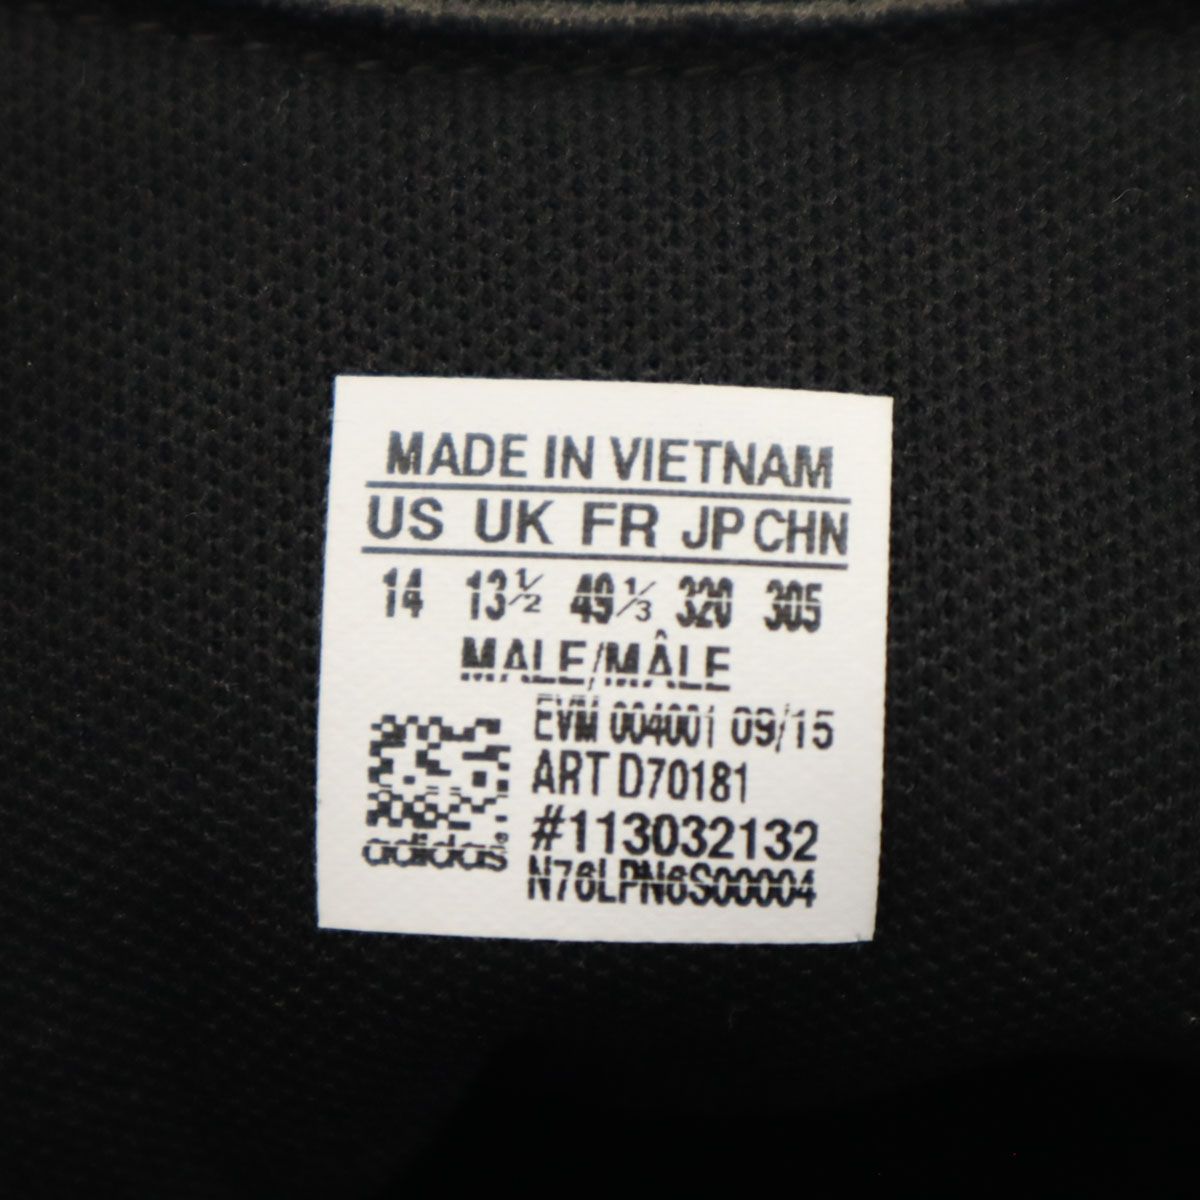 MADE IN VIETNAM
US UK FR JP CHN
14 13½ 49⅓ 320 305
MALE/MÂLE
EVM 004001 09/15
ART D70181
#113032132
adidas® N76LPN6S00004